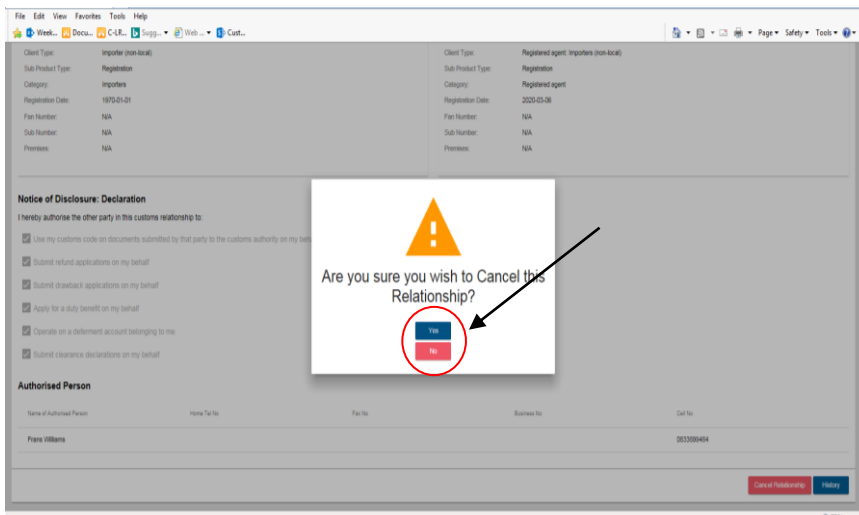 File Edit View Favorites Tools Help
Week... Docu... C-LR... Sugg... Web ... Cust... Page Safety Tools
Client Type: Importer (non-local) Client Type: Registered agent: Importers (non-local)
Sub Product Type: Registration Sub Product Type: Registration
Category: Importers Category: Registered agent
Registration Date: 1970-01-01 Registration Date: 2020-03-06
Fan Number: N/A Fan Number: N/A
Sub Number: N/A Sub Number: N/A
Premises: N/A Premises: N/A
Notice of Disclosure: Declaration
I hereby authorise the other party in this customs relationship to:
Use my customs code on documents submitted by that party to the customs authority on my beh
Submit refund applications on my behalf
Submit drawback applications on my behalf
Apply for a duty benefit on my behalf
Operate on a deferment account belonging to me
Submit clearance declarations on my behalf
Are you sure you wish to Cancel this
Relationship?
Yes
No
Authorised Person
Name of Authorised Person Home Tel No Fax No Business No Cell No
Frans Williams
Cancel Relationship History